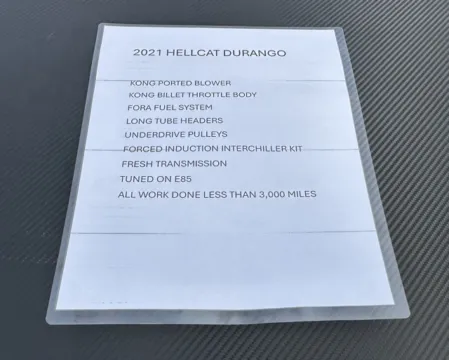 2021 HELLCAT DURANGO
KONG PORTED BLOWER
KONG BILLET THROTTLE BODY
FORA FUEL SYSTEM
LONG TUBE HEADERS
UNDERDRIVE PULLEYS
FORCED INDUCTION INTERCHILLER KIT
FRESH TRANSMISSION
TUNED ON E85
ALL WORK DONE LESS THAN 3,000 MILES